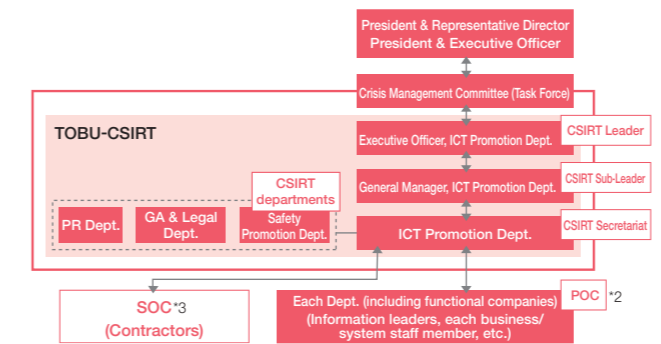 President & Representative Director
President & Executive Officer
Crisis Management Committee (Task Force)
TOBU-CSIRT
Executive Officer, ICT Promotion Dept.
CSIRT Leader
General Manager, ICT Promotion Dept.
CSIRT Sub-Leader
CSIRT
departments
PR Dept.
GA & Legal
Dept.
Safety
Promotion Dept.
ICT Promotion Dept.
CSIRT Secretariat
SOC*3
(Contractors)
Each Dept. (including functional companies)
(Information leaders, each business/
system staff member, etc.)
POC *2